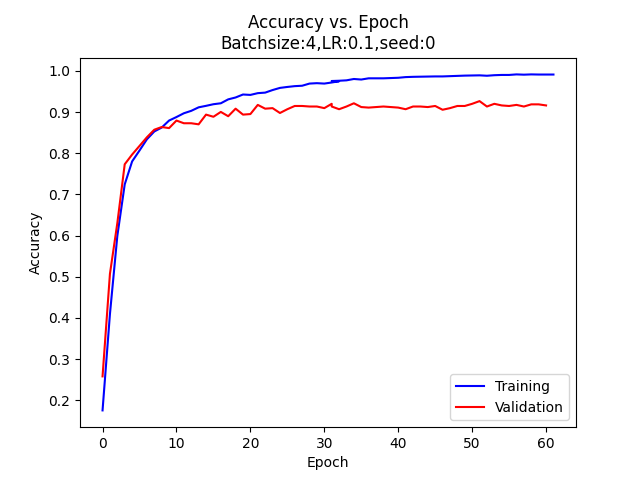 Accuracy vs. Epoch
Batchsize:4,LR:0.1,seed:0
1.0
0.9
0.8
0.7
0.6
0.5
0.4
0.3
0.2
Accuracy
Training
Validation
0 10 20 30 40 50 60
Epoch